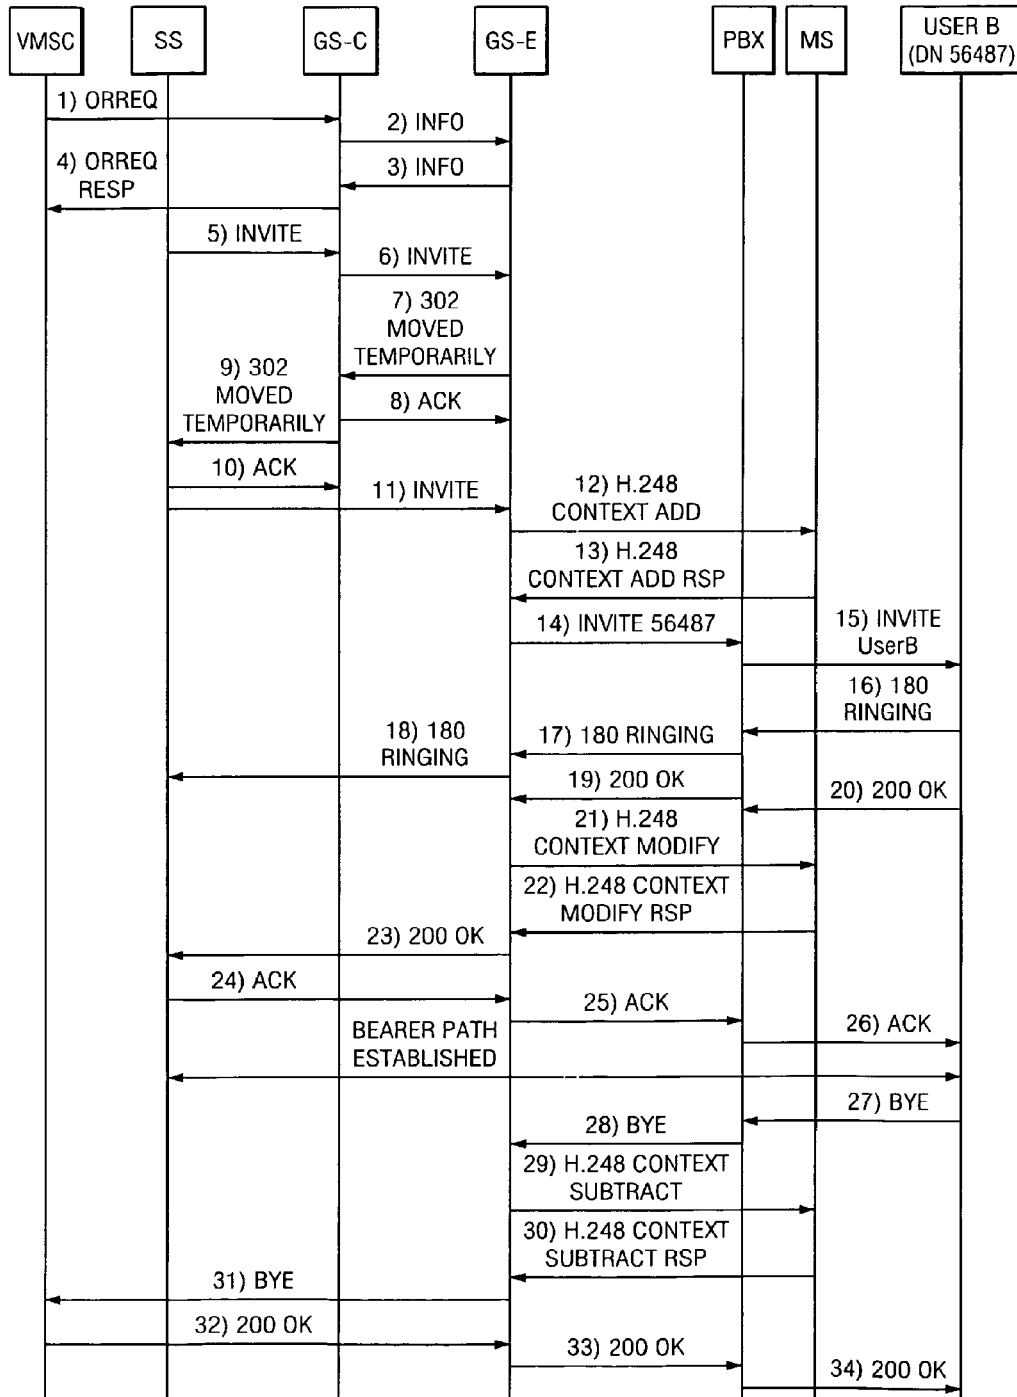 VMSC
SS
GS-C
GS-E
PBX
MS
USER B
(DN 56487)
1) ORREQ
2) INFO
3) INFO
4) ORREQ
RESP
5) INVITE
6) INVITE
7) 302
MOVED
TEMPORARILY
8) ACK
9) 302
MOVED
TEMPORARILY
10) ACK
11) INVITE
12) H.248
CONTEXT ADD
13) H.248
CONTEXT ADD RSP
14) INVITE 56487
15) INVITE
UserB
16) 180
RINGING
17) 180 RINGING
18) 180
RINGING
19) 200 OK
20) 200 OK
21) H.248
CONTEXT MODIFY
22) H.248 CONTEXT
MODIFY RSP
23) 200 OK
24) ACK
25) ACK
26) ACK
BEARER PATH
ESTABLISHED
27) BYE
28) BYE
29) H.248 CONTEXT
SUBTRACT
30) H.248 CONTEXT
SUBTRACT RSP
31) BYE
32) 200 OK
33) 200 OK
34) 200 OK